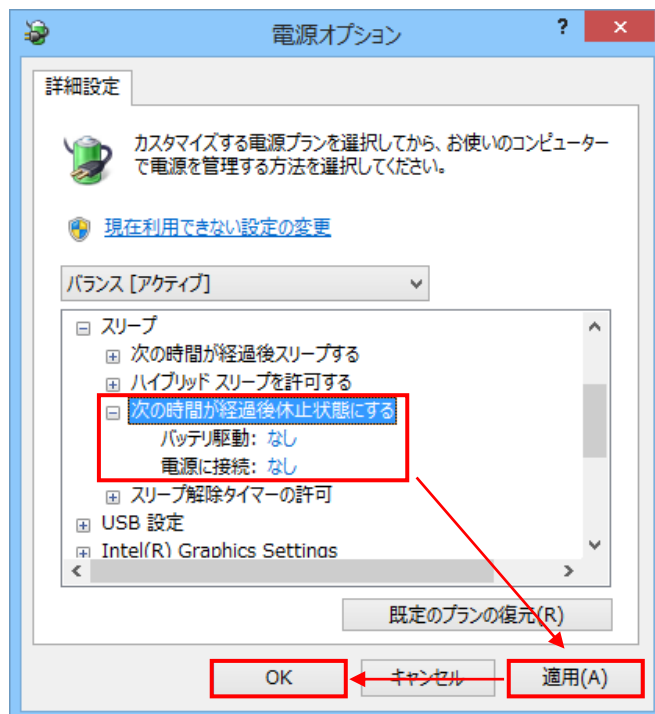 電源オプション
?
×
詳細設定
カスタマイズする電源プランを選択してから、お使いのコンピューター
で電源を管理する方法を選択してください。
現在利用できない設定の変更
バランス [アクティブ]
スリープ
次の時間が経過後スリープする
ハイブリッド スリープを許可する
次の時間が経過後休止状態にする
バッテリ駆動: なし
電源に接続: なし
スリープ解除タイマーの許可
USB 設定
Intel(R) Graphics Settings
既定のプランの復元(R)
OK キャンセル 適用(A)